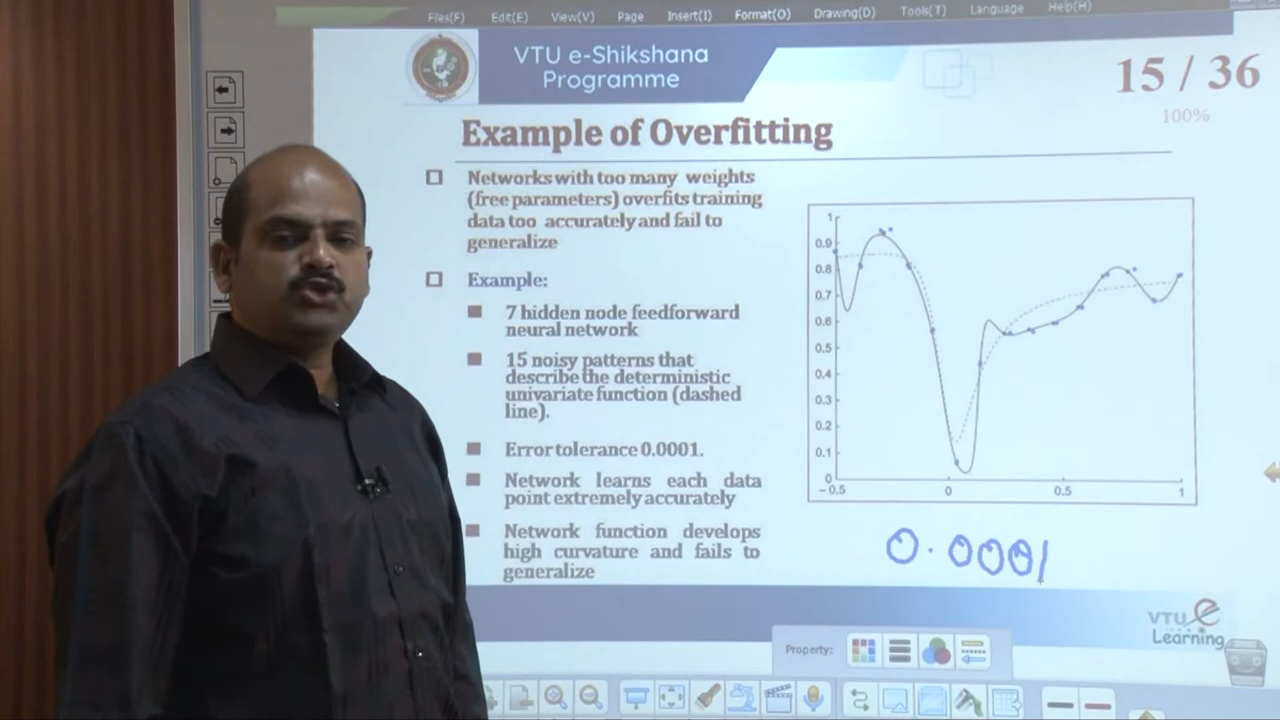 Files(F) Edit(E) View(V) Page Insert(I) Format(O) Drawing(D) Tools(T) Language Help(H)
VTU e-Shikshana
Programme
15 / 36
100%
Example of Overfitting
Networks with too many weights
(free parameters) overfits training
data too accurately and fail to
generalize
Example:
7 hidden node feedforward
neural network
15 noisy patterns that
describe the deterministic
univariate function (dashed
line).
Error tolerance 0.0001.
Network learns each data
point extremely accurately
Network function develops
high curvature and fails to
generalize
1
0.9
0.8
0.7
0.6
0.5
0.4
0.3
0.2
0.1
0
-0.5 0 0.5 1
0.0001
VTU e
Learning
Property: